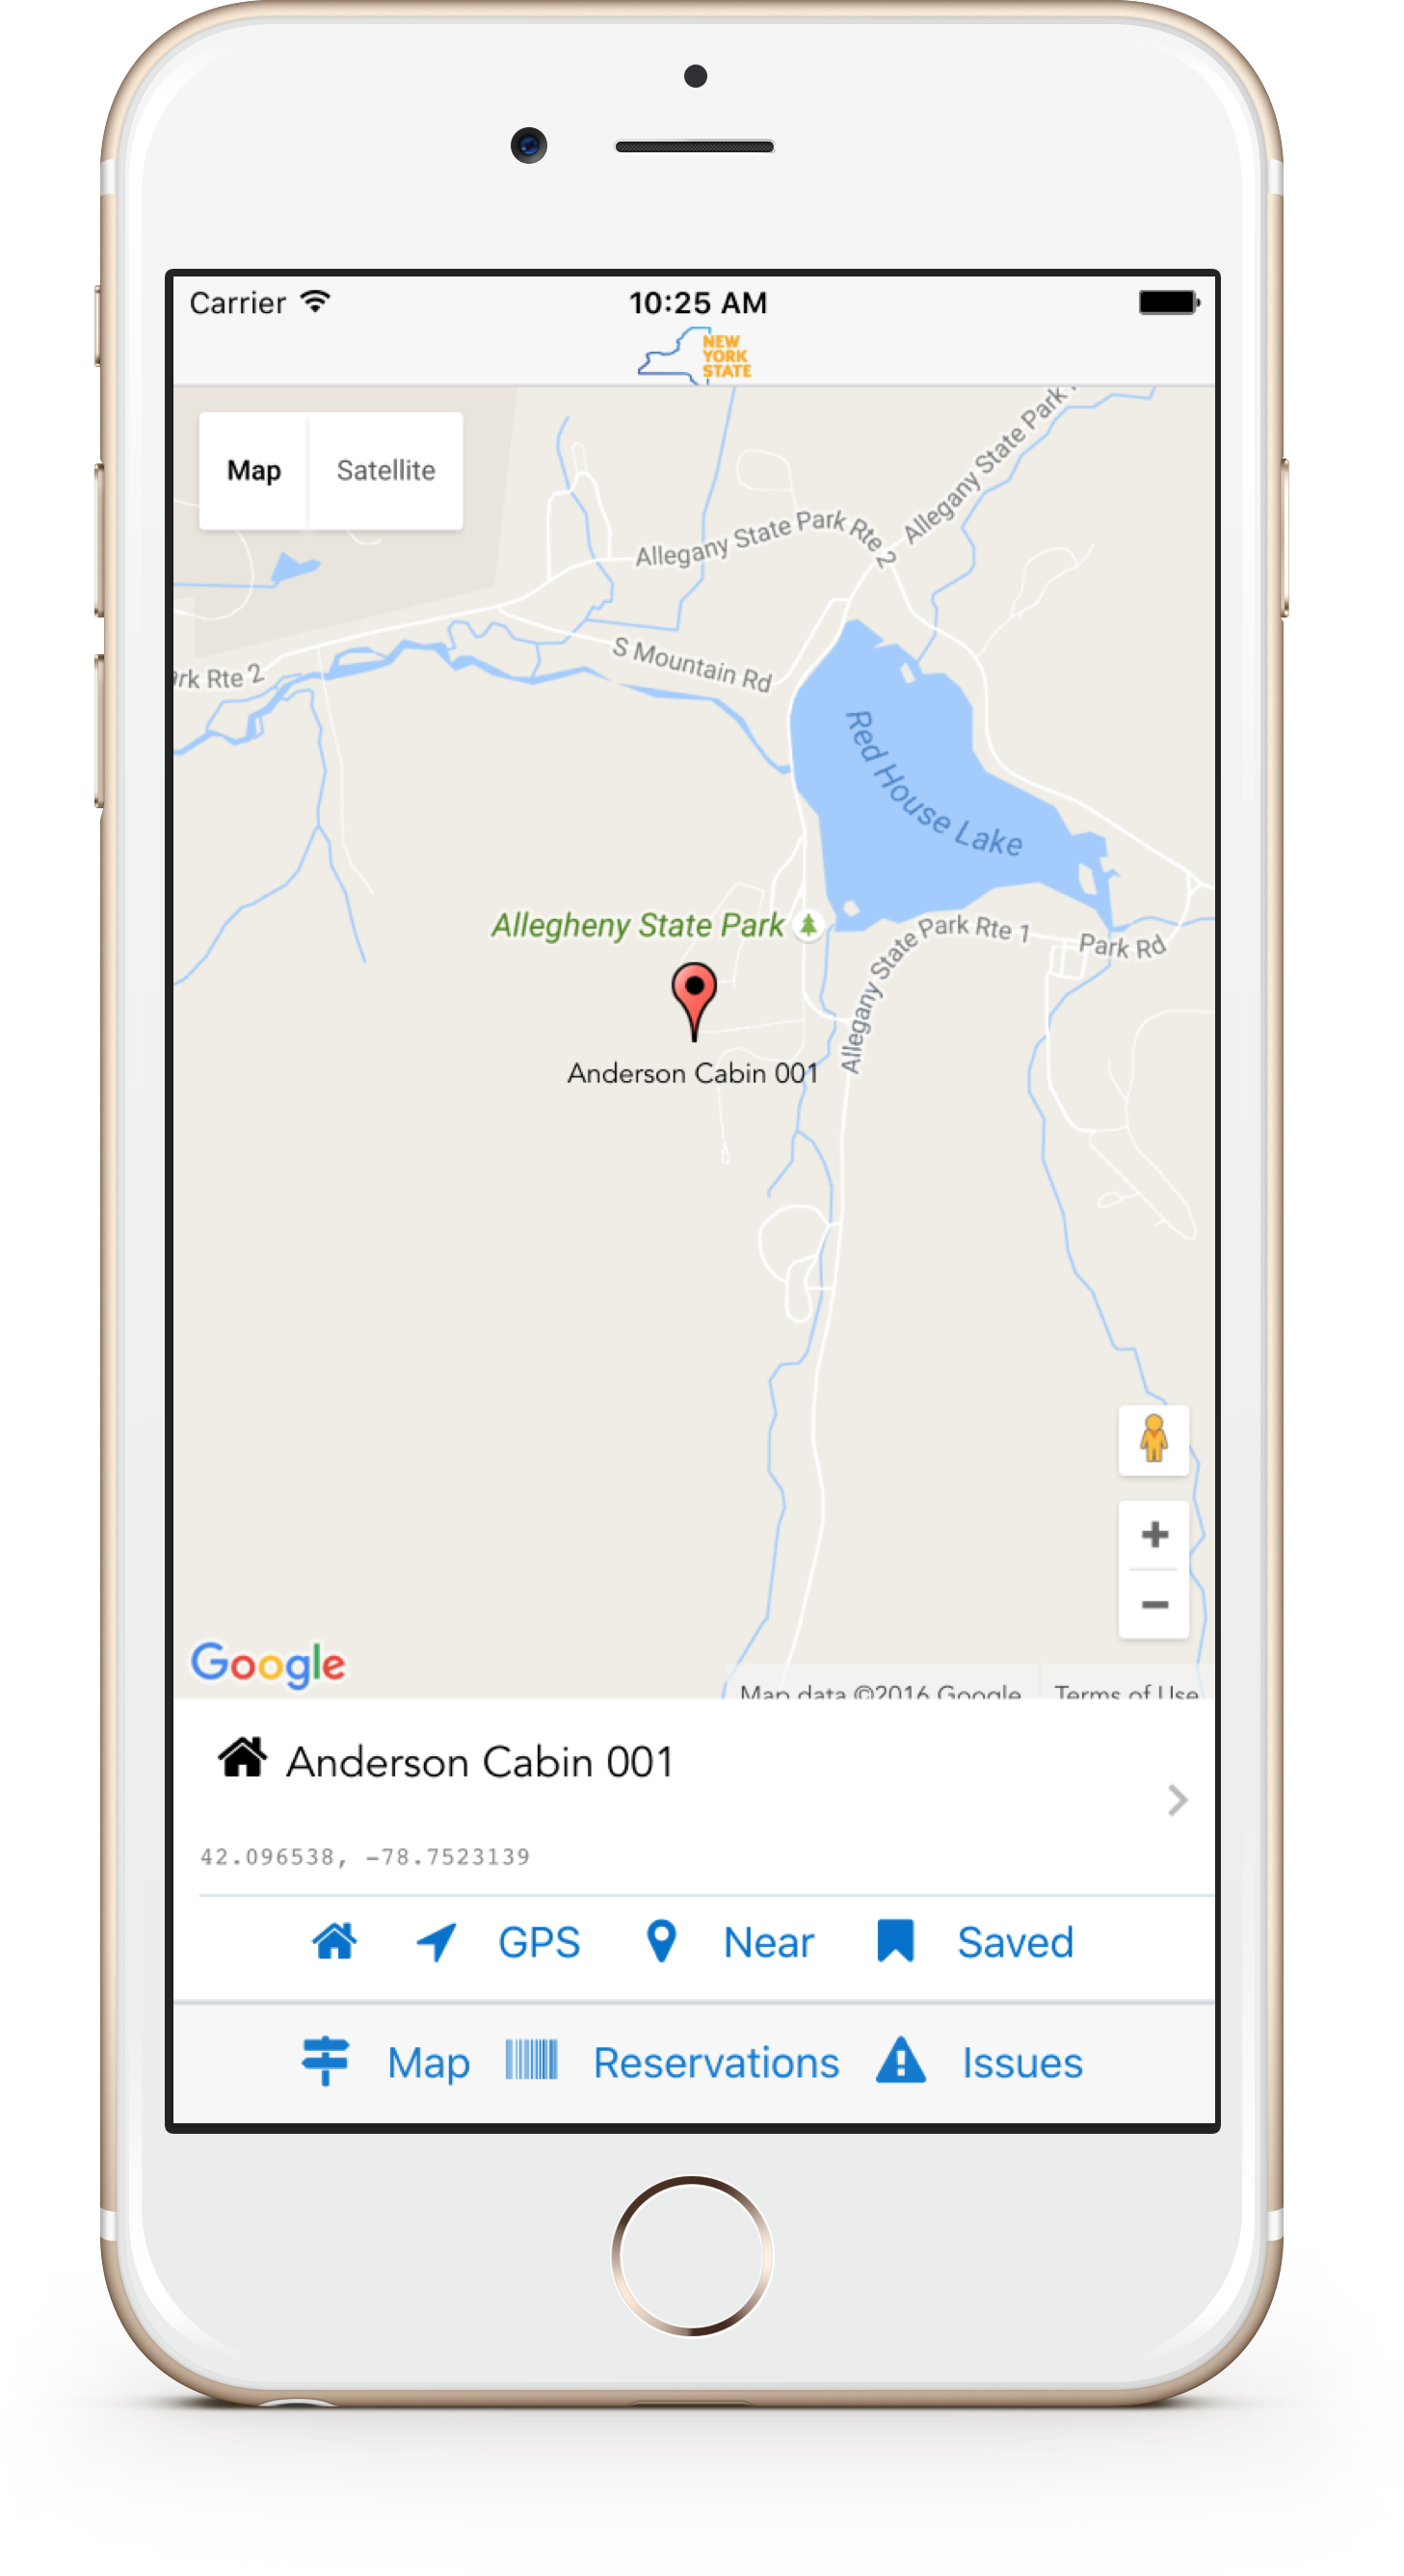 Carrier
10:25 AM
NEW
YORK
STATE
Map
Satellite
Allegany State Park
Allegany State Park Rte 2
S Mountain Rd
ark Rte 2
Red House Lake
Allegheny State Park
Allegany State Park Rte 1
Park Rd
Anderson Cabin 001
Google
Map data ©2016 Google
Terms of Use
Anderson Cabin 001
42.096538, -78.7523139
GPS
Near
Saved
Map
Reservations
Issues